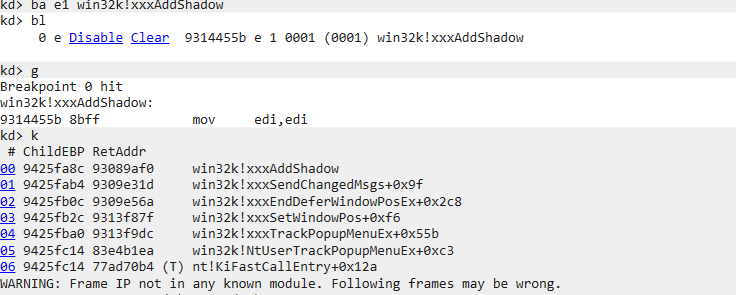 kd> ba e1 win32k!xxxAddShadow
kd> bl
     0 e Disable Clear  9314455b e 1 0001 (0001) win32k!xxxAddShadow
kd> g
Breakpoint 0 hit
win32k!xxxAddShadow:
9314455b 8bff            mov     edi,edi
kd> k
 # ChildEBP RetAddr
00 9425fa8c 93089af0     win32k!xxxAddShadow
01 9425fab4 9309e31d     win32k!xxxSendChangedMsgs+0x9f
02 9425fb0c 9309e56a     win32k!xxxEndDeferWindowPosEx+0x2c8
03 9425fb2c 9313f87f     win32k!xxxSetWindowPos+0xf6
04 9425fba0 9313f9dc     win32k!xxxTrackPopupMenuEx+0x55b
05 9425fc14 83e4b1ea     win32k!NtUserTrackPopupMenuEx+0xc3
06 9425fc14 77ad70b4 (T) nt!KiFastCallEntry+0x12a
WARNING: Frame IP not in any known module. Following frames may be wrong.